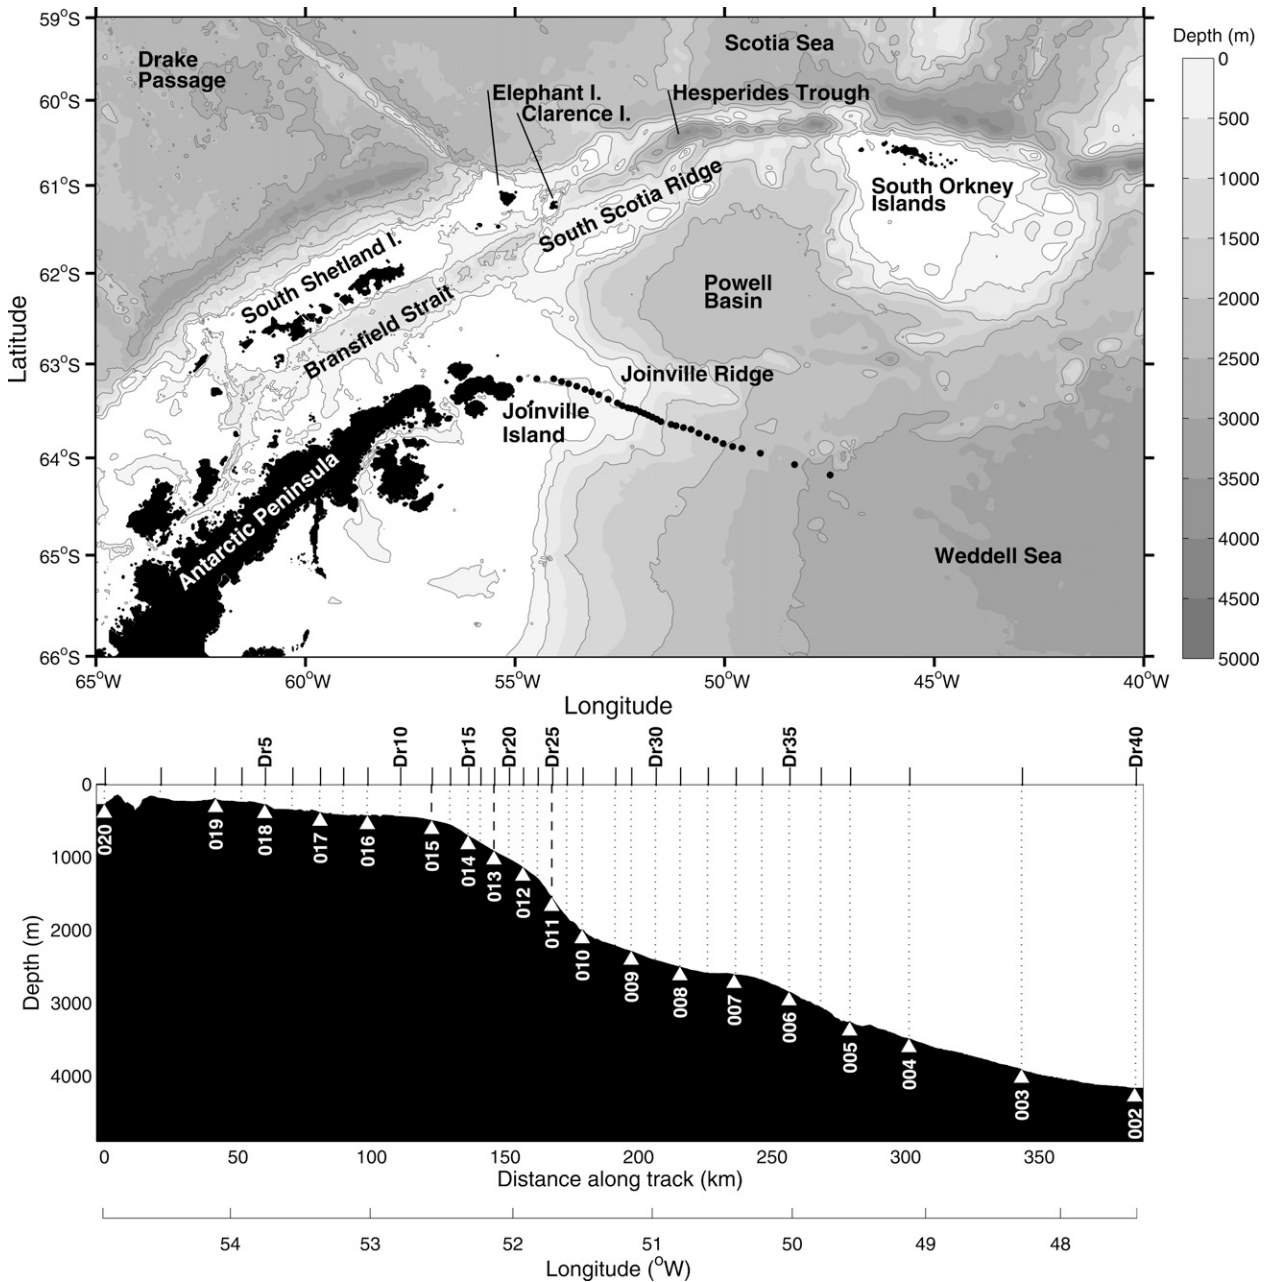 59°S
60°S
61°S
62°S
63°S
64°S
65°S
66°S
Latitude
Drake
Passage
Scotia Sea
Elephant I.
Clarence I.
Hesperides Trough
South Scotia Ridge
South Orkney
Islands
South Shetland I.
Bransfield Strait
Powell
Basin
Joinville Ridge
Joinville
Island
Antarctic Peninsula
Weddell Sea
65°W
60°W
55°W
50°W
45°W
40°W
Longitude
Depth (m)
0
500
1000
1500
2000
2500
3000
3500
4000
4500
5000
Dr5
Dr10
Dr15
Dr20
Dr25
Dr30
Dr35
Dr40
0
1000
2000
3000
4000
Depth (m)
020
019
018
017
016
015
014
013
012
011
010
009
008
007
006
005
004
003
002
0
50
100
150
200
250
300
350
Distance along track (km)
54
53
52
51
50
49
48
Longitude (°W)